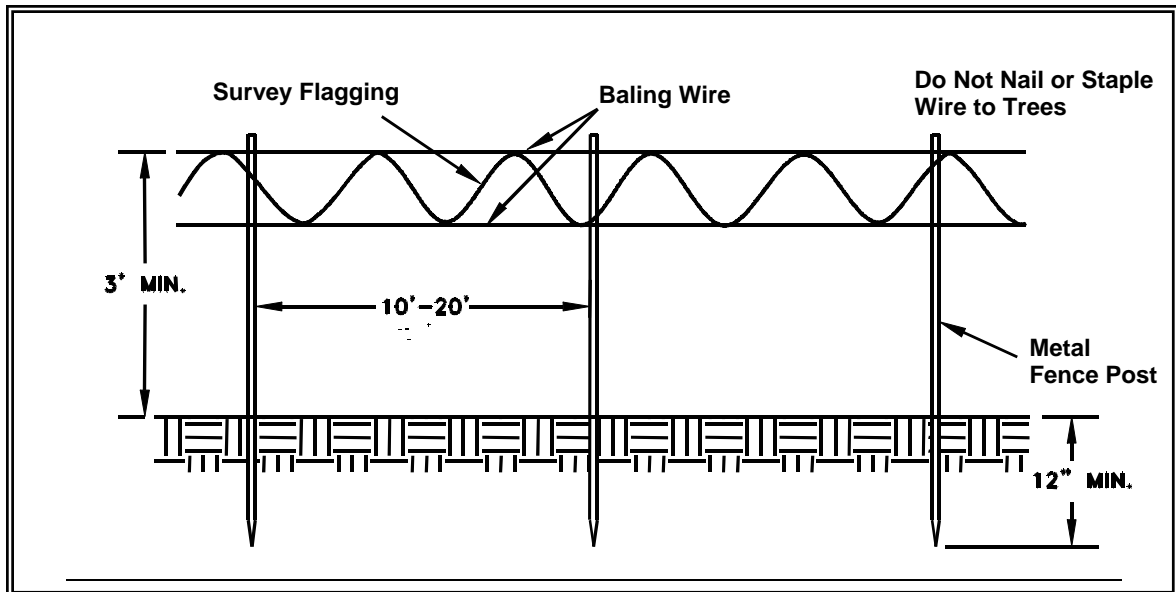 Do Not Nail or Staple
Wire to Trees
Survey Flagging
Baling Wire
3' MIN.
10'-20'
Metal
Fence Post
12" MIN.